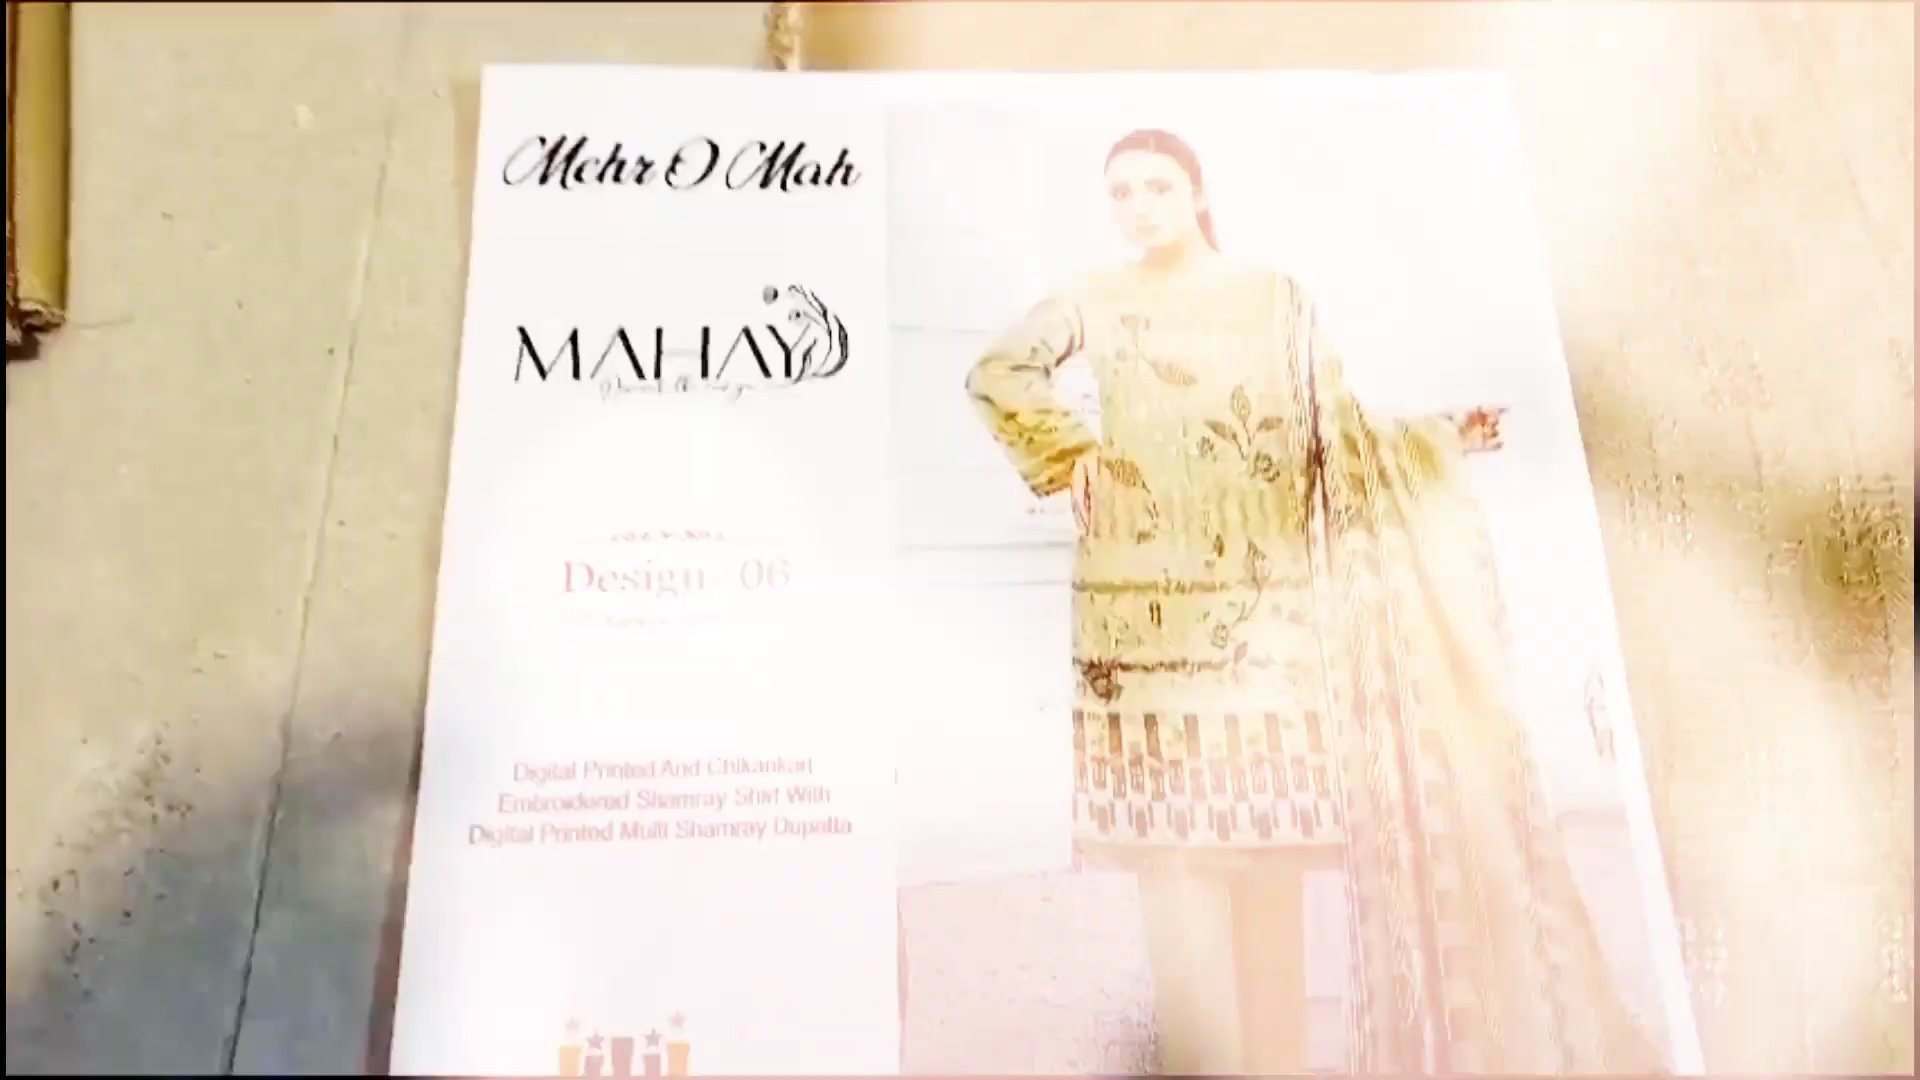 Mehr O Mah
MAHAY
Design 06
Digital Printed And Chikankari
Embroidered Shamray Shirt With
Digital Printed Multi Shamray Dupatta